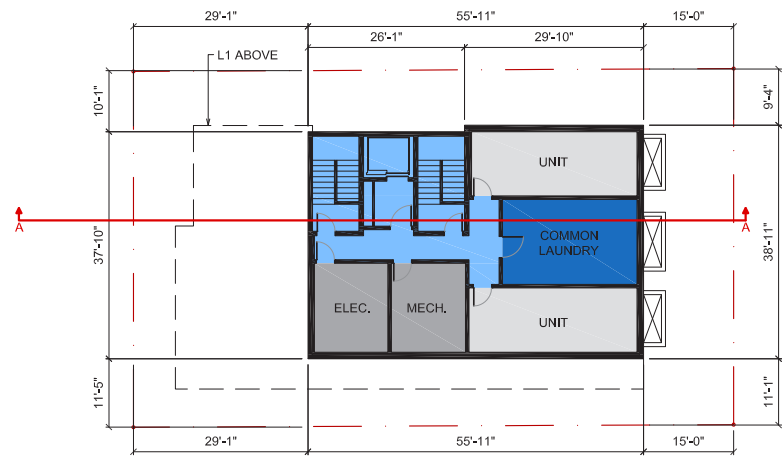 29'-1"
55'-11"
15'-0"
26'-1"
29'-10"
L1 ABOVE
10'-1"
9'-4"
UNIT
A
A
COMMON
LAUNDRY
37'-10"
38'-11"
ELEC.
MECH.
UNIT
11'-5"
11'-1"
29'-1"
55'-11"
15'-0"